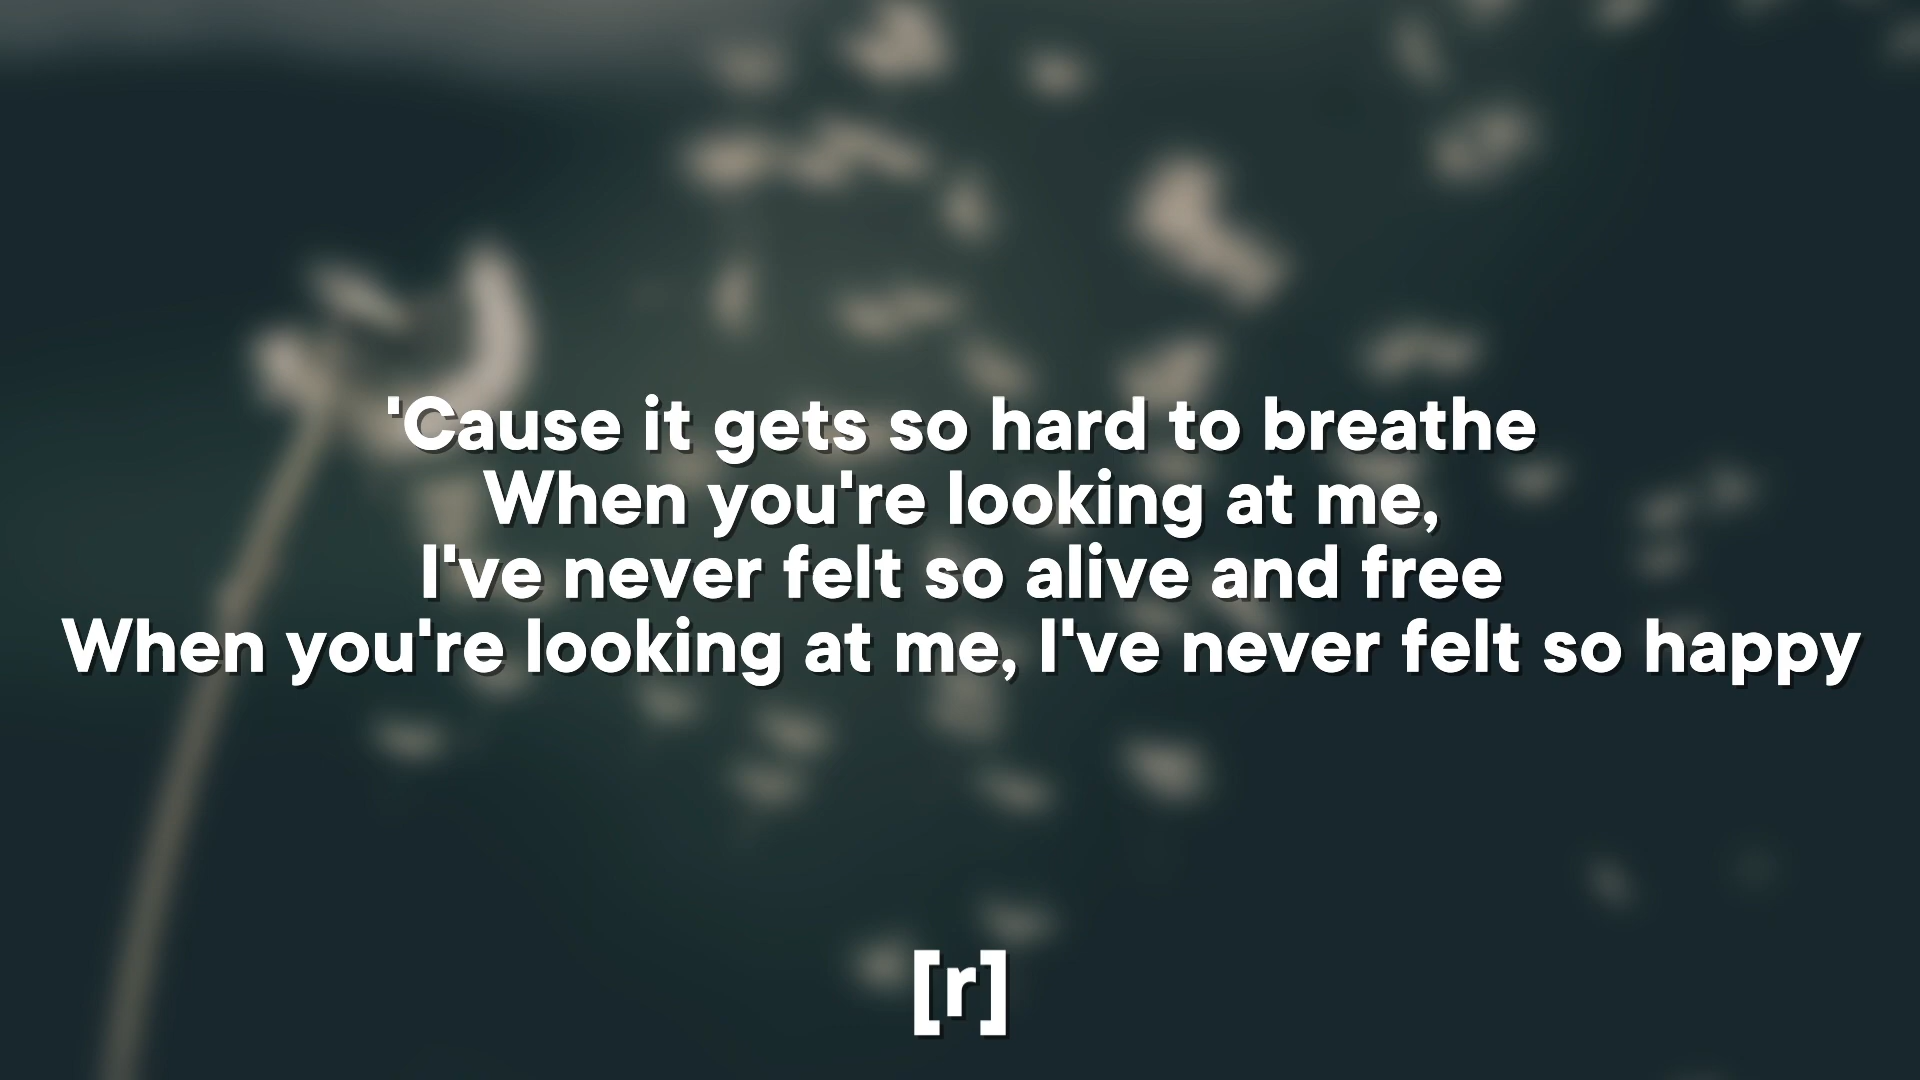 'Cause it gets so hard to breathe
When you're looking at me,
I've never felt so alive and free
When you're looking at me, I've never felt so happy
[r]